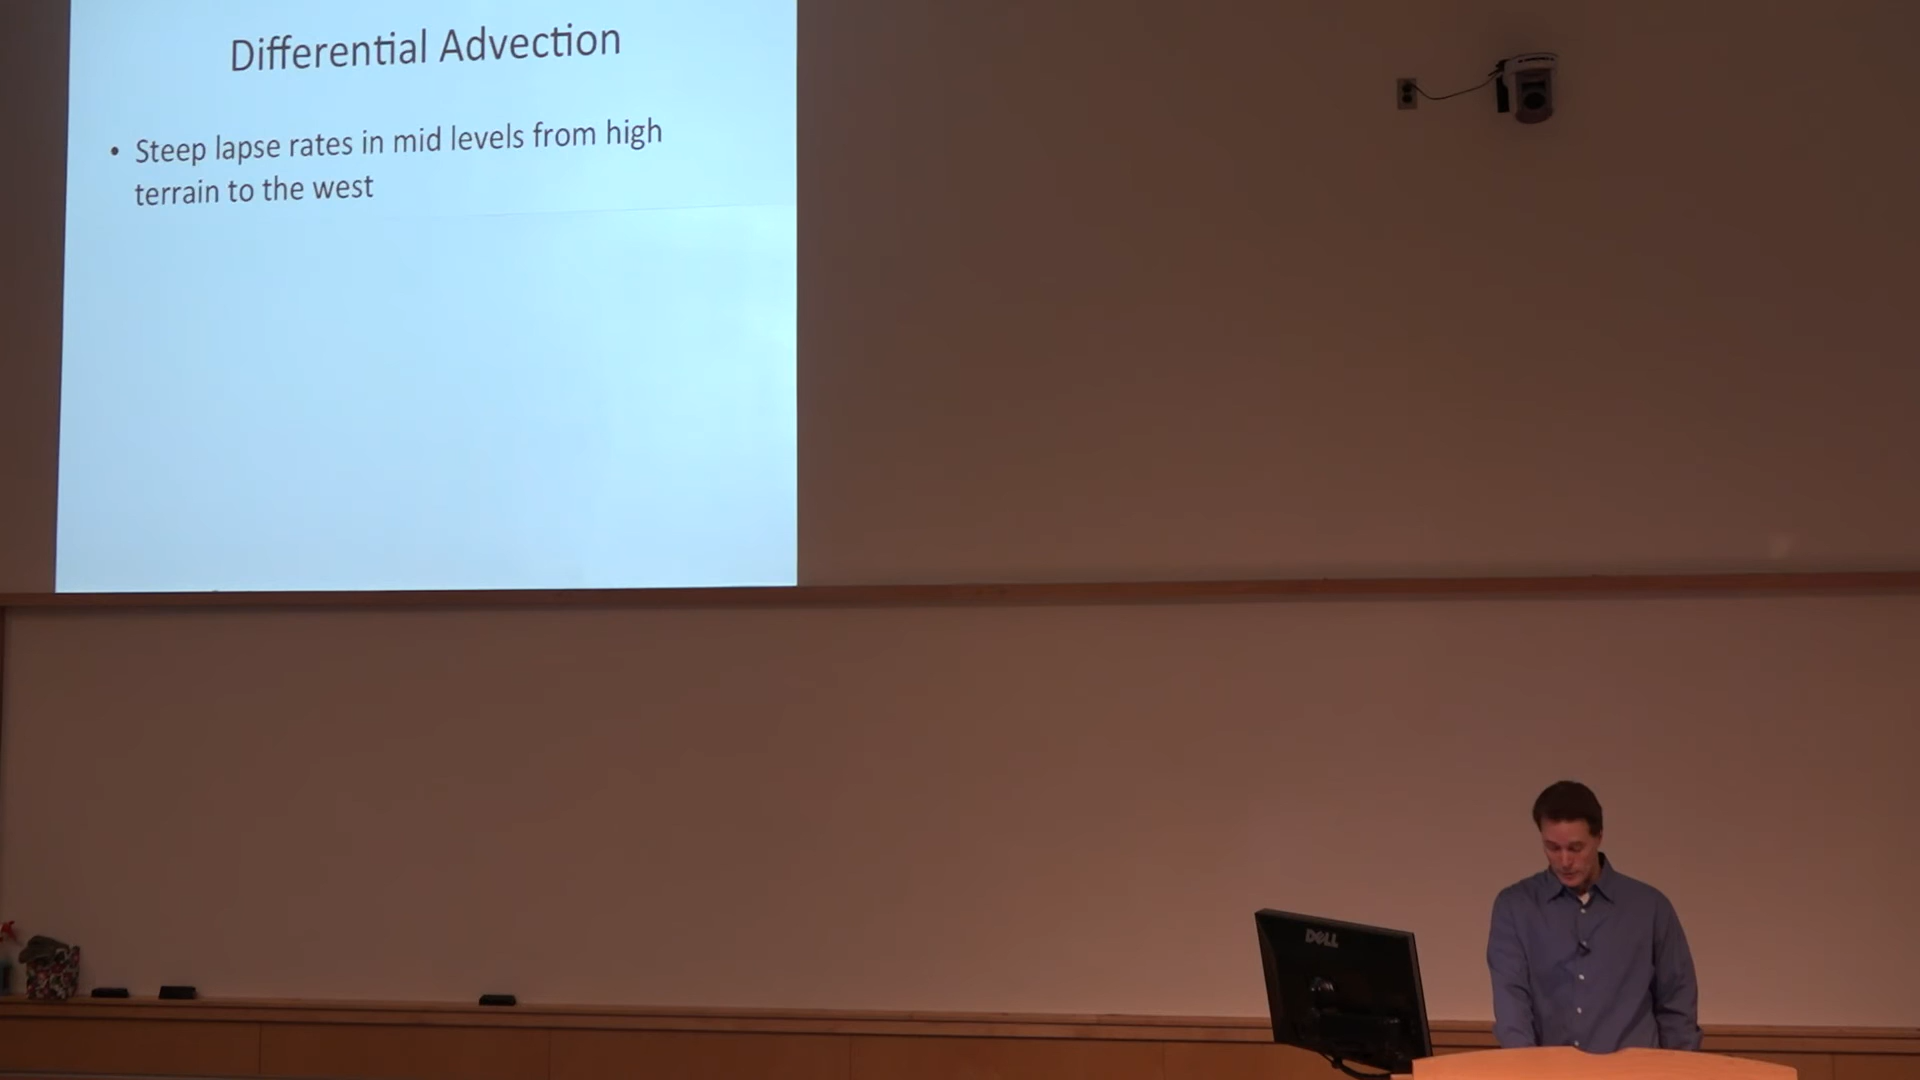 Differential Advection
• Steep lapse rates in mid levels from high
terrain to the west
DELL